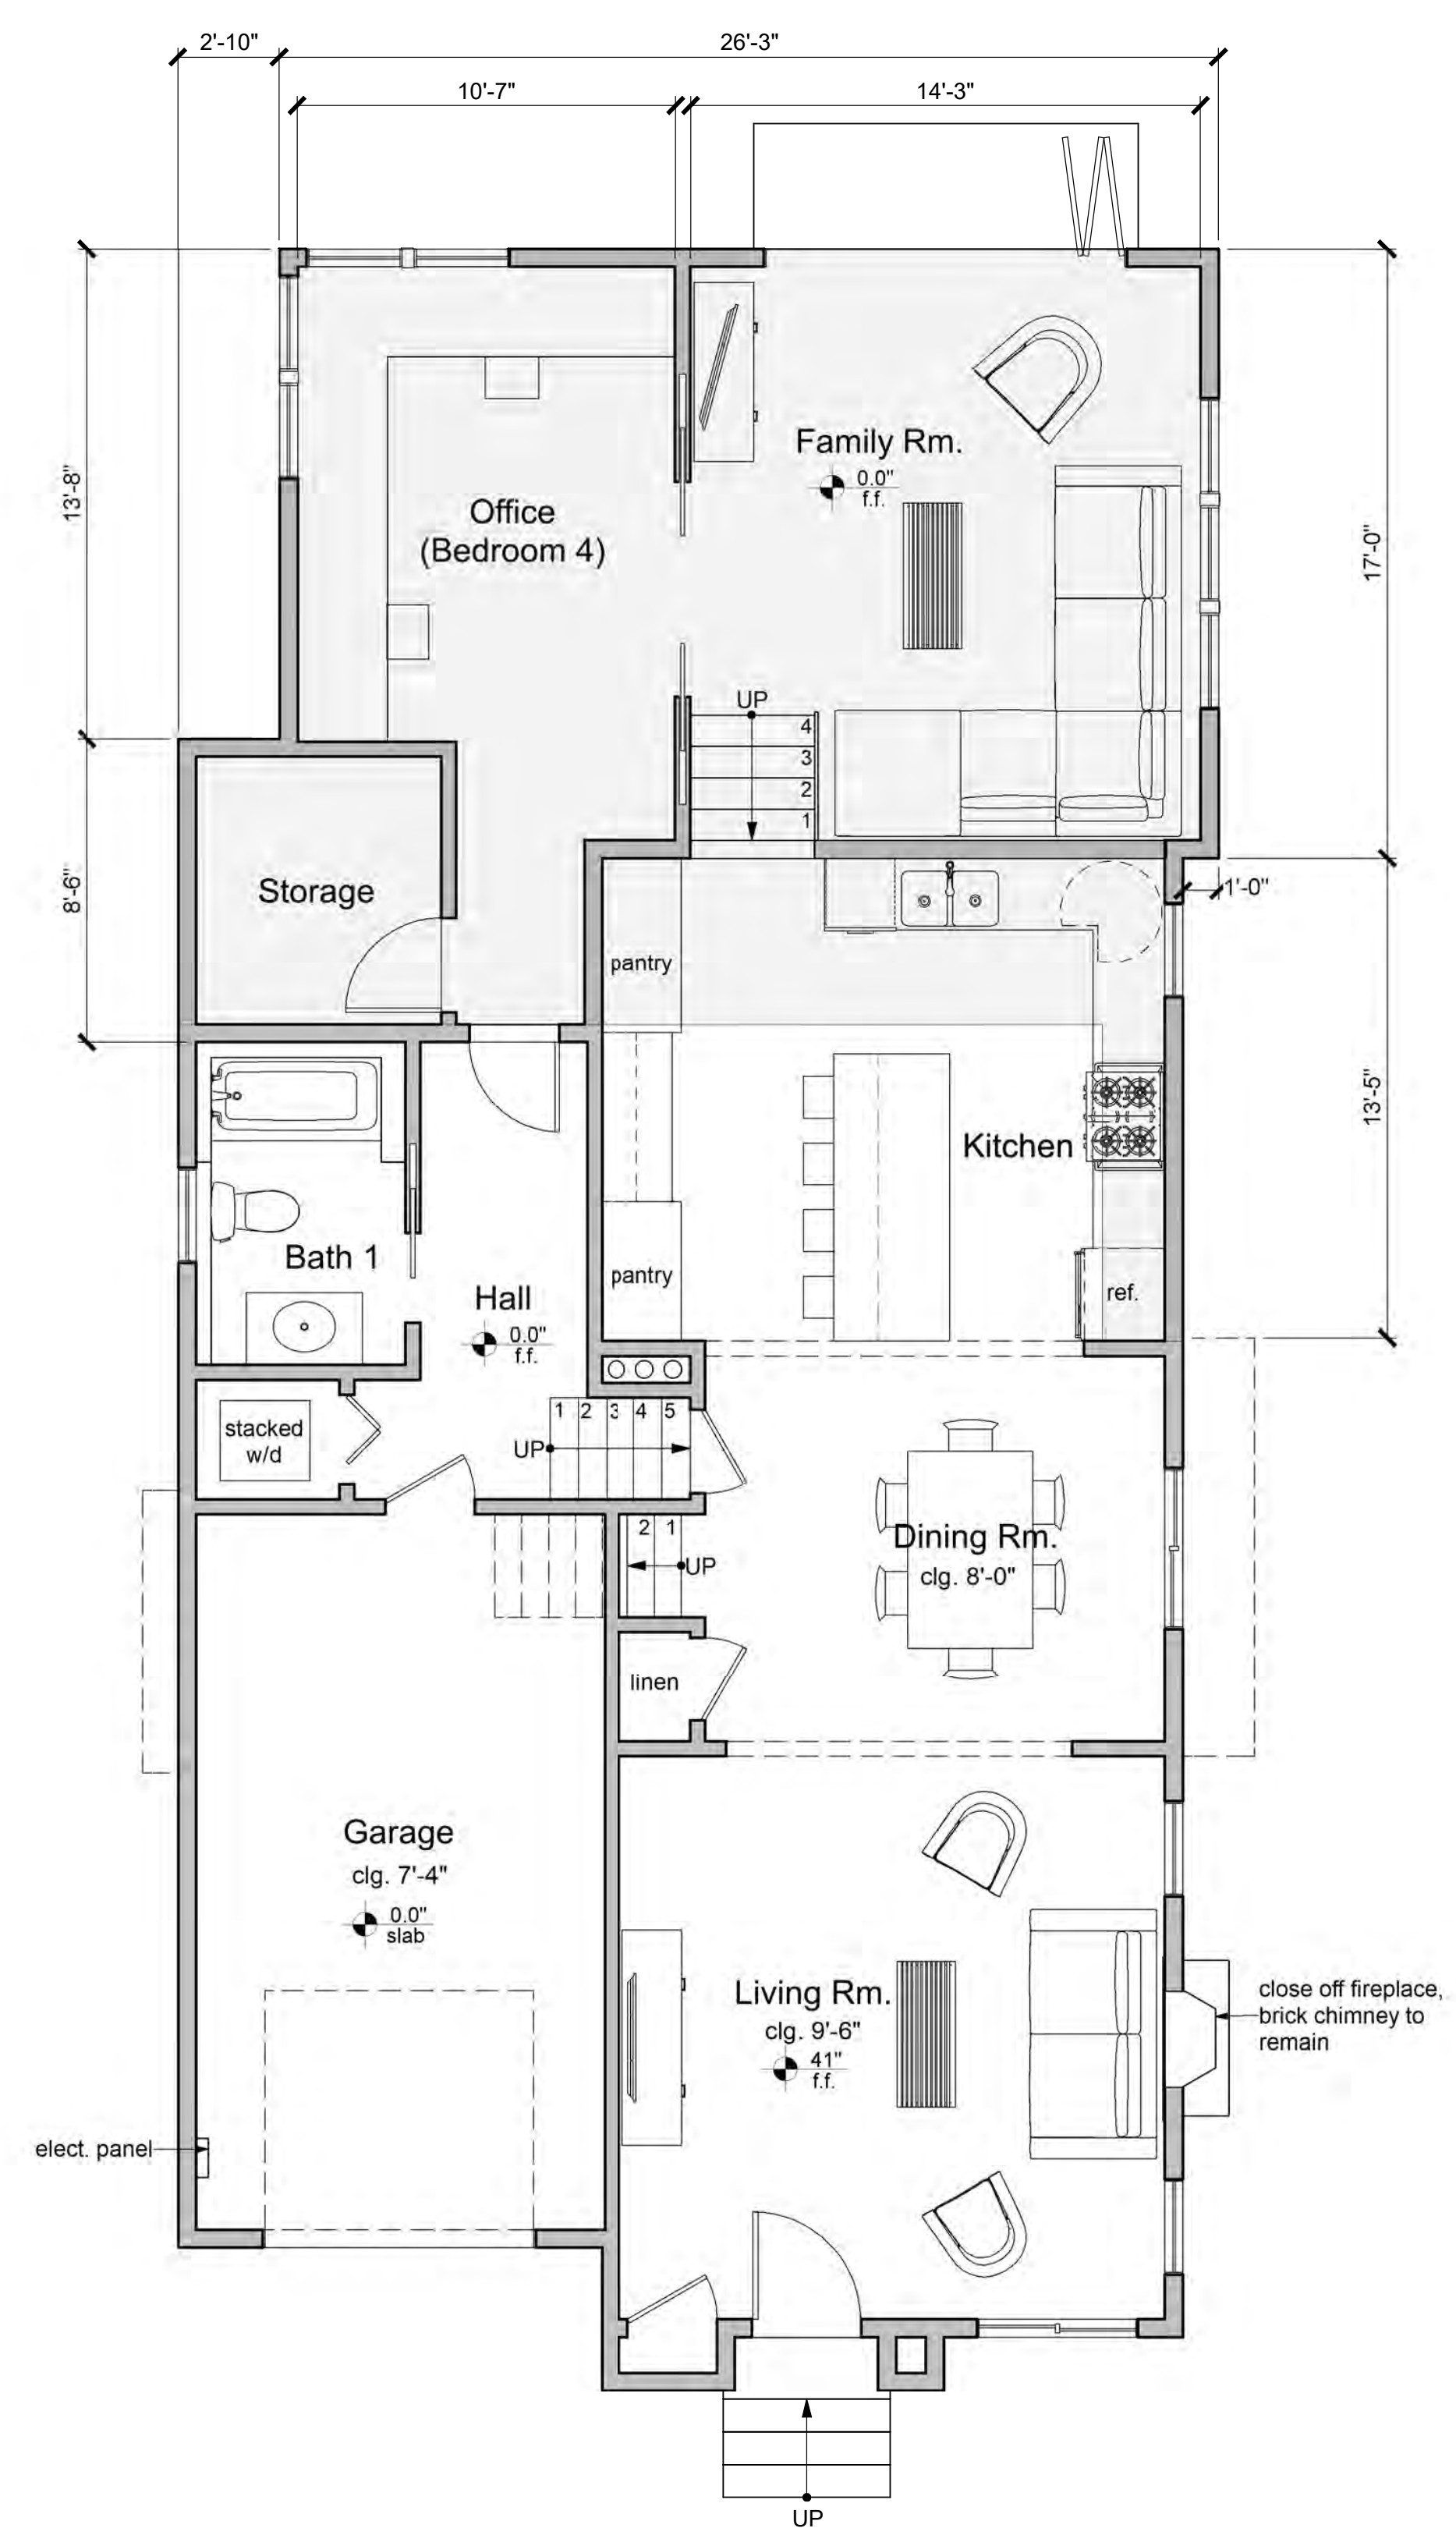 2'-10"
26'-3"
10'-7"
14'-3"
Family Rm.
0.0"
f.f.
Office
(Bedroom 4)
13'-8"
17'-0"
UP
4
3
2
1
Storage
8'-6"
1'-0"
pantry
13'-5"
Kitchen
Bath 1
pantry
ref.
Hall
0.0"
f.f.
1 2 3 4 5
UP
stacked
w/d
2 1
UP
Dining Rm.
clg. 8'-0"
linen
Garage
clg. 7'-4"
0.0"
slab
Living Rm.
clg. 9'-6"
41"
f.f.
close off fireplace,
brick chimney to
remain
elect. panel
UP